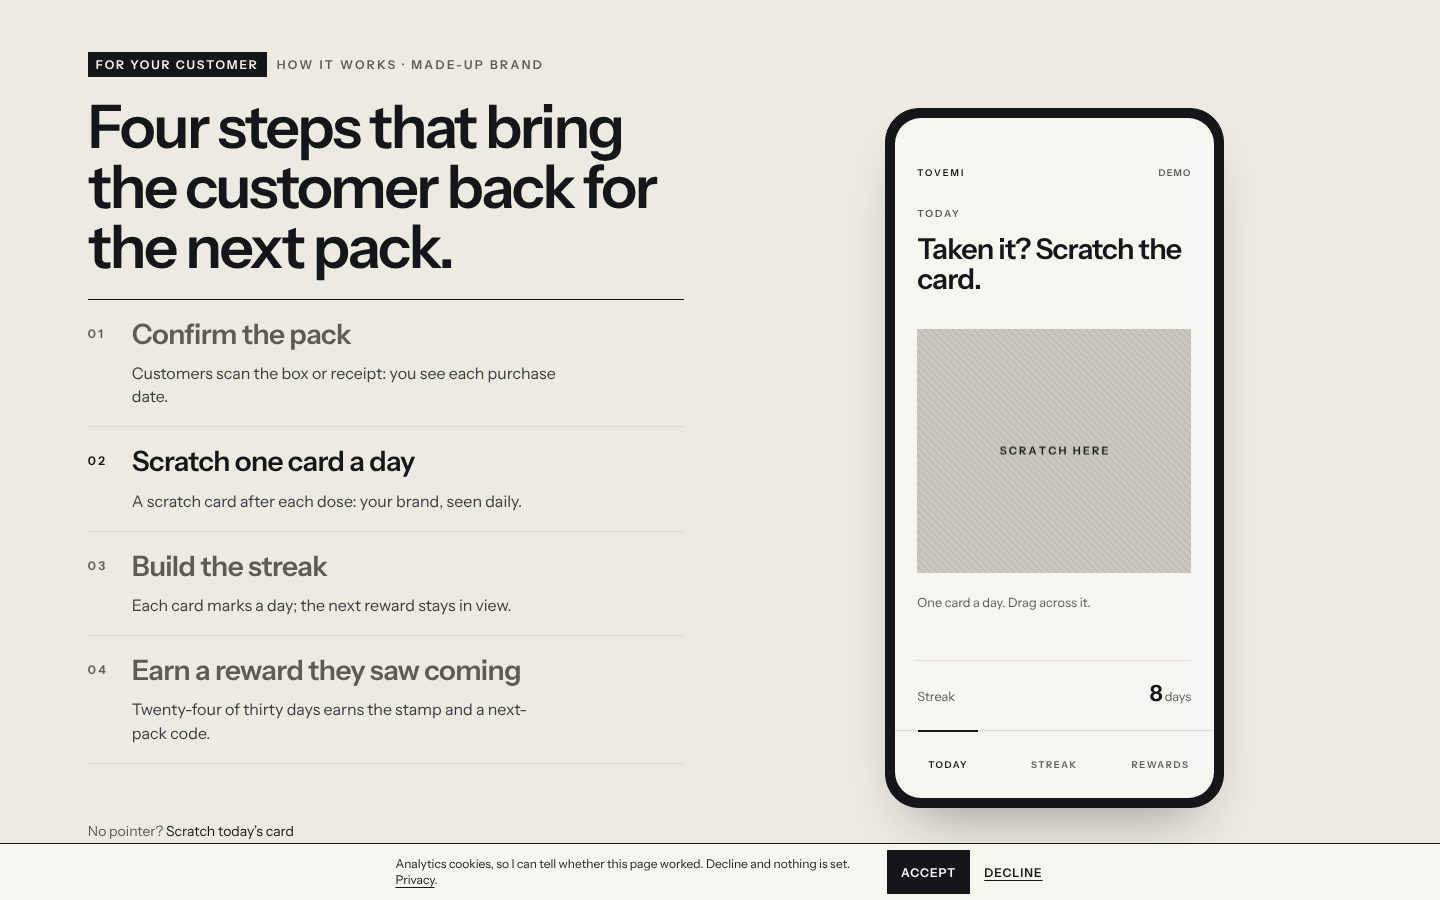 FOR YOUR CUSTOMER HOW IT WORKS · MADE-UP BRAND
Four steps that bring
the customer back for
the next pack.
01 Confirm the pack
Customers scan the box or receipt: you see each purchase
date.
02 Scratch one card a day
A scratch card after each dose: your brand, seen daily.
03 Build the streak
Each card marks a day; the next reward stays in view.
04 Earn a reward they saw coming
Twenty-four of thirty days earns the stamp and a next-
pack code.
No pointer? Scratch today's card
TOVEMI DEMO
TODAY
Taken it? Scratch the
card.
SCRATCH HERE
One card a day. Drag across it.
Streak 8 days
TODAY STREAK REWARDS
Analytics cookies, so I can tell whether this page worked. Decline and nothing is set.
Privacy.
ACCEPT DECLINE